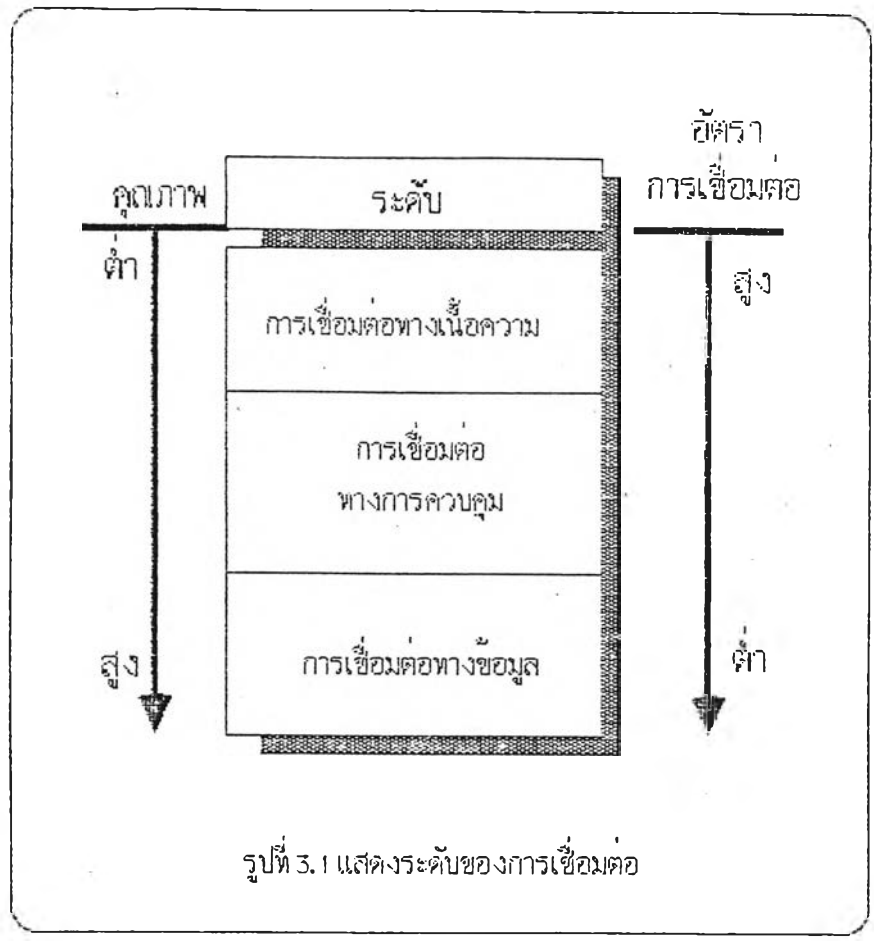 อัตรา
การเชื่อมต่อ
คุณภาพ
ระดับ
ต่ำ
สูง
การเชื่อมต่อทางเนื้อความ
การเชื่อมต่อ
ทางการควบคุม
สูง
การเชื่อมต่อทางข้อมูล
ต่ำ
รูปที่ 3.1 แสดงระดับของการเชื่อมต่อ